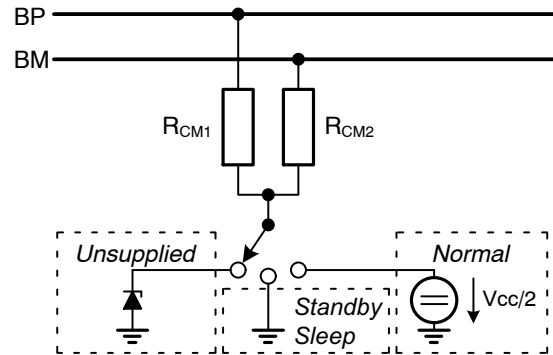 BP
BM
RCM1
RCM2
Unsupplied
Normal
Standby
Sleep
Vcc/2